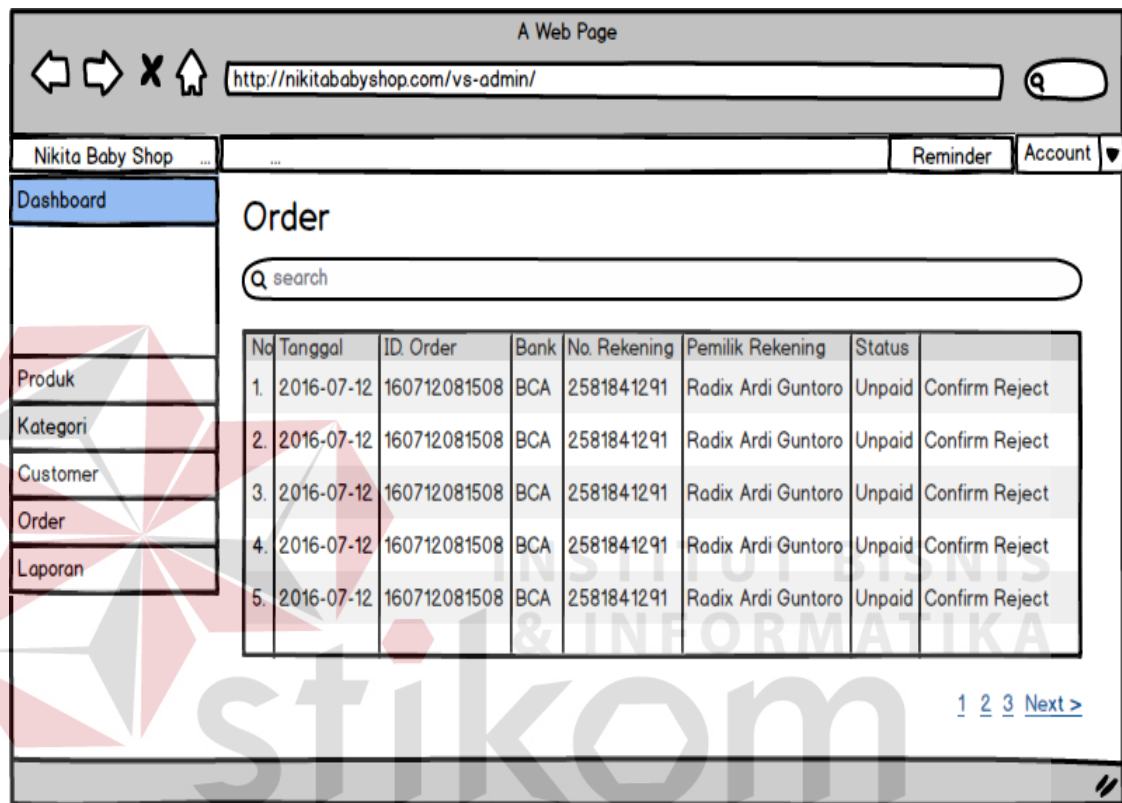 A Web Page
http://nikitababyshop.com/vs-admin/
Nikita Baby Shop ... ... Reminder Account
Dashboard
Order
search
No Tanggal ID. Order Bank No. Rekening Pemilik Rekening Status
1. 2016-07-12 160712081508 BCA 2581841291 Radix Ardi Guntoro Unpaid Confirm Reject
2. 2016-07-12 160712081508 BCA 2581841291 Radix Ardi Guntoro Unpaid Confirm Reject
3. 2016-07-12 160712081508 BCA 2581841291 Radix Ardi Guntoro Unpaid Confirm Reject
4. 2016-07-12 160712081508 BCA 2581841291 Radix Ardi Guntoro Unpaid Confirm Reject
5. 2016-07-12 160712081508 BCA 2581841291 Radix Ardi Guntoro Unpaid Confirm Reject
Produk
Kategori
Customer
Order
Laporan
1 2 3 Next >
INSTITUT BISNIS
& INFORMATIKA
stikom